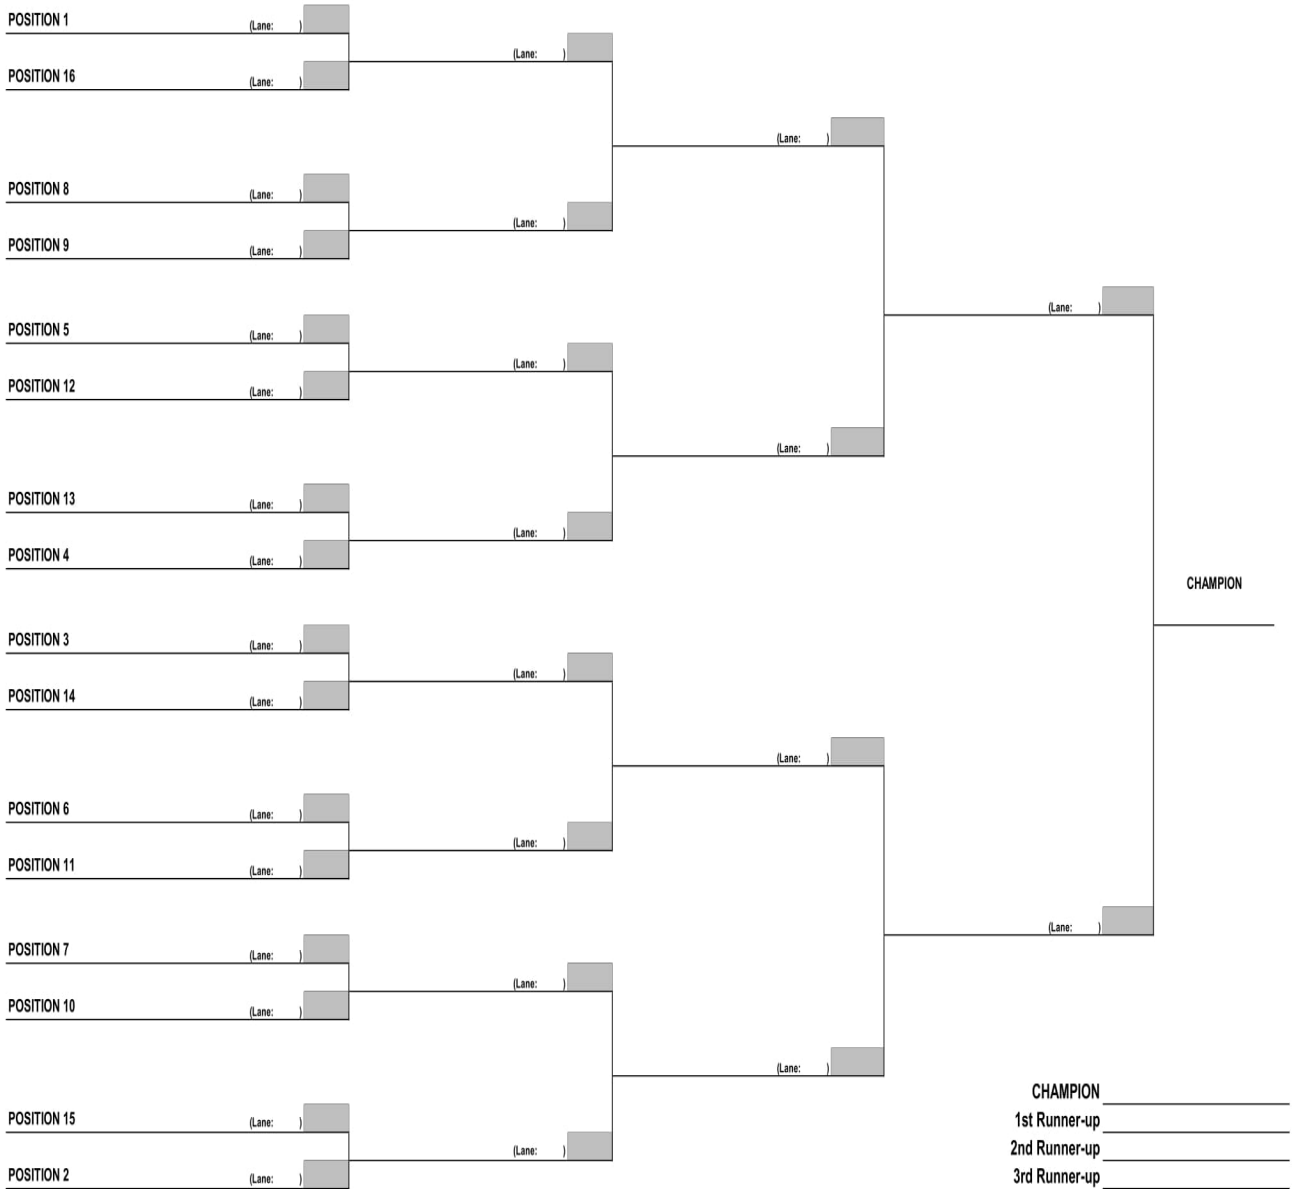 POSITION 1 (Lane: )
(Lane: )
POSITION 16 (Lane: )
(Lane: )
POSITION 8 (Lane: )
(Lane: )
POSITION 9 (Lane: )
(Lane: )
POSITION 5 (Lane: )
(Lane: )
POSITION 12 (Lane: )
(Lane: )
POSITION 13 (Lane: )
(Lane: )
POSITION 4 (Lane: )
CHAMPION
POSITION 3 (Lane: )
(Lane: )
POSITION 14 (Lane: )
(Lane: )
POSITION 6 (Lane: )
(Lane: )
POSITION 11 (Lane: )
(Lane: )
POSITION 7 (Lane: )
(Lane: )
POSITION 10 (Lane: )
(Lane: )
CHAMPION
POSITION 15 (Lane: )
1st Runner-up
(Lane: )
2nd Runner-up
POSITION 2 (Lane: )
3rd Runner-up